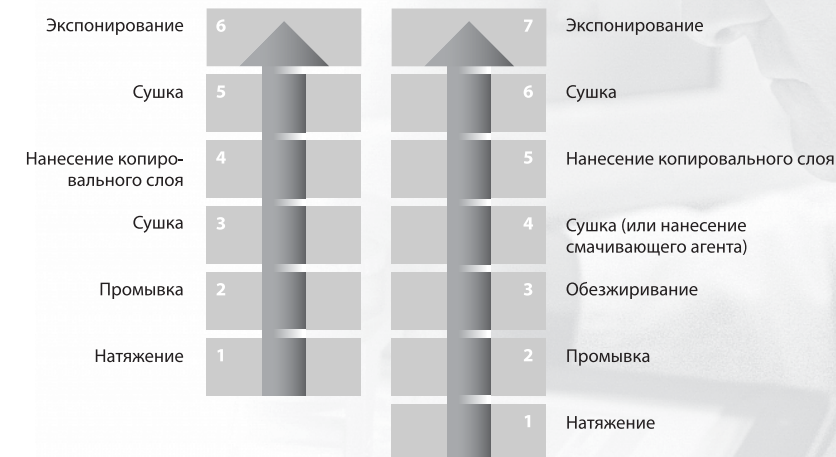 Экспонирование 6
Сушка 5
Нанесение копиро-
вального слоя 4
Сушка 3
Промывка 2
Натяжение 1
7 Экспонирование
6 Сушка
5 Нанесение копировального слоя
4 Сушка (или нанесение
смачивающего агента)
3 Обезжиривание
2 Промывка
1 Натяжение